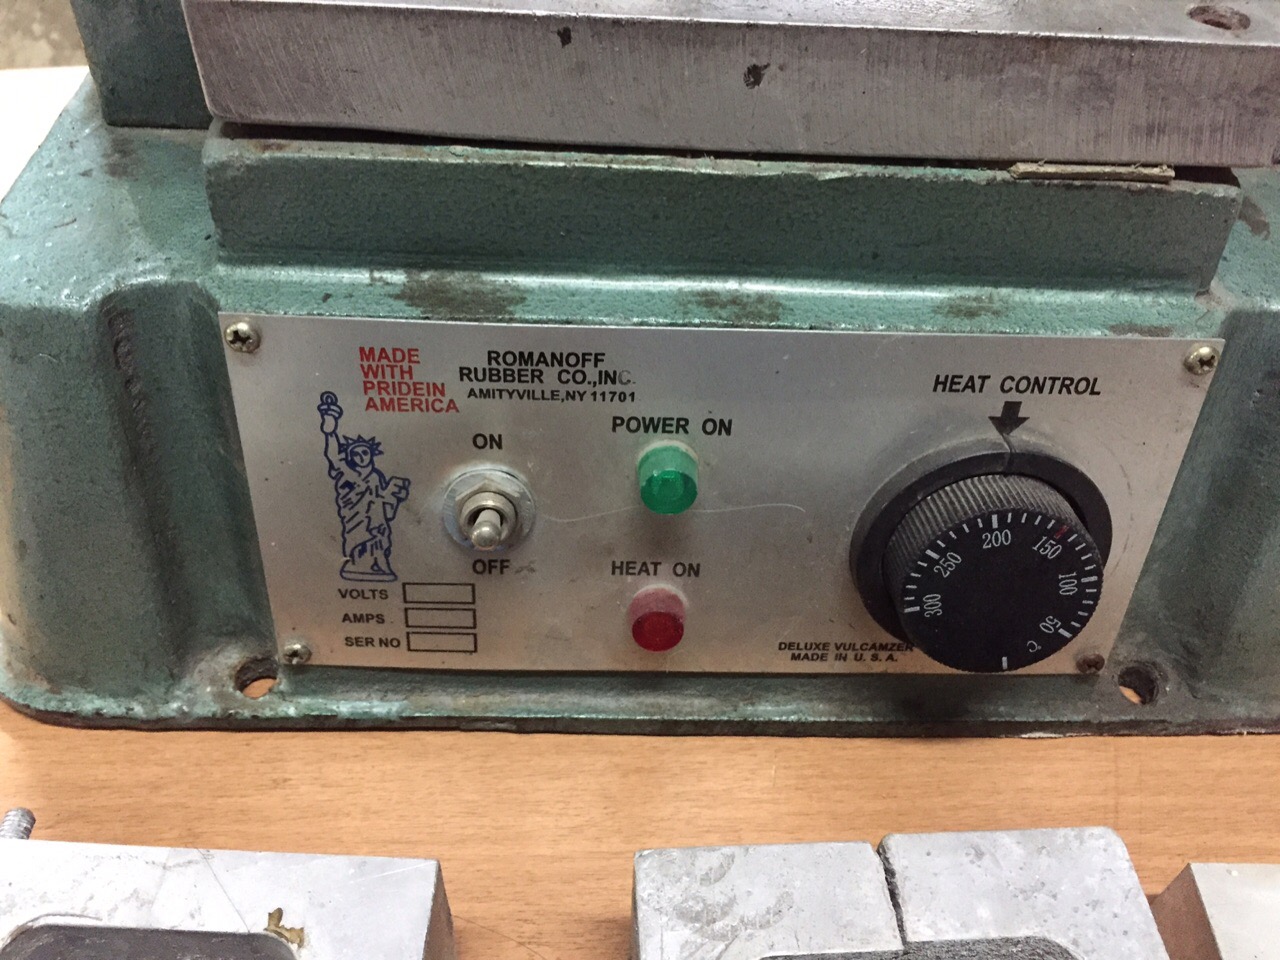 MADE
WITH
PRIDEIN
AMERICA
ROMANOFF
RUBBER CO.,INC.
AMITYVILLE,NY 11701
ON
OFF
VOLTS
AMPS
SER NO
POWER ON
HEAT ON
HEAT CONTROL
300
250
200
150
100
50
°C
DELUXE VULCAMZER
MADE IN U. S. A.